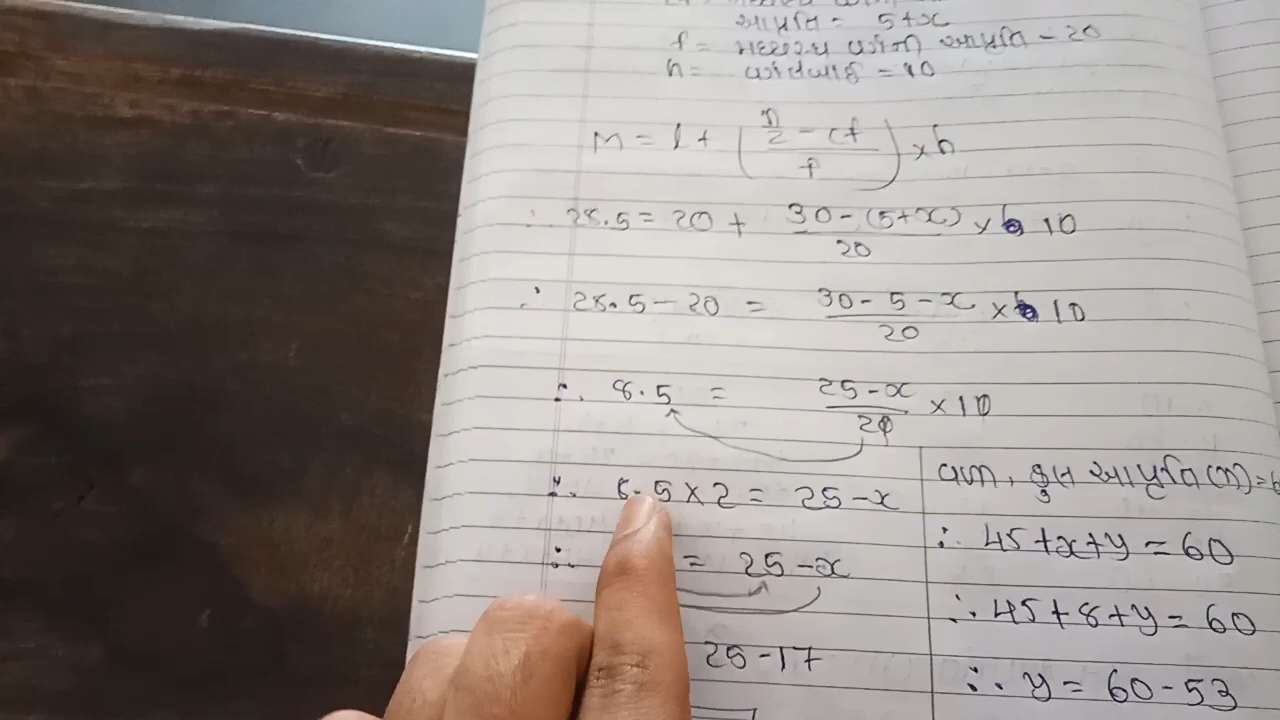 આવૃત્તિ = 5+x
f = મધ્યસ્થ વર્ગની આવૃત્તિ = 20
h = વર્ગલંબાઈ = 10
M = l + (n/2 - cf / f) × h
∴ 28.5 = 20 + 30-(5+x) / 20 × 10
∴ 28.5 - 20 = 30-5-x / 20 × 10
∴ 8.5 = 25-x / 20 × 10
∴ 8.5 × 2 = 25 - x
∴ = 25 - x
25 - 17
વળી, કુલ આવૃત્તિ (n) = 6
∴ 45 + x + y = 60
∴ 45 + 8 + y = 60
∴ y = 60 - 53